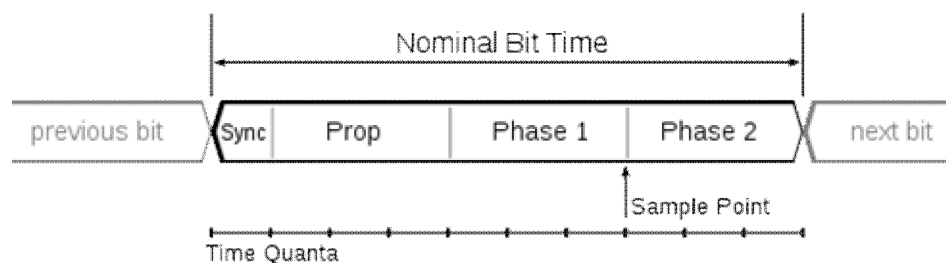 Nominal Bit Time
previous bit
Sync
Prop
Phase 1
Phase 2
next bit
Sample Point
Time Quanta